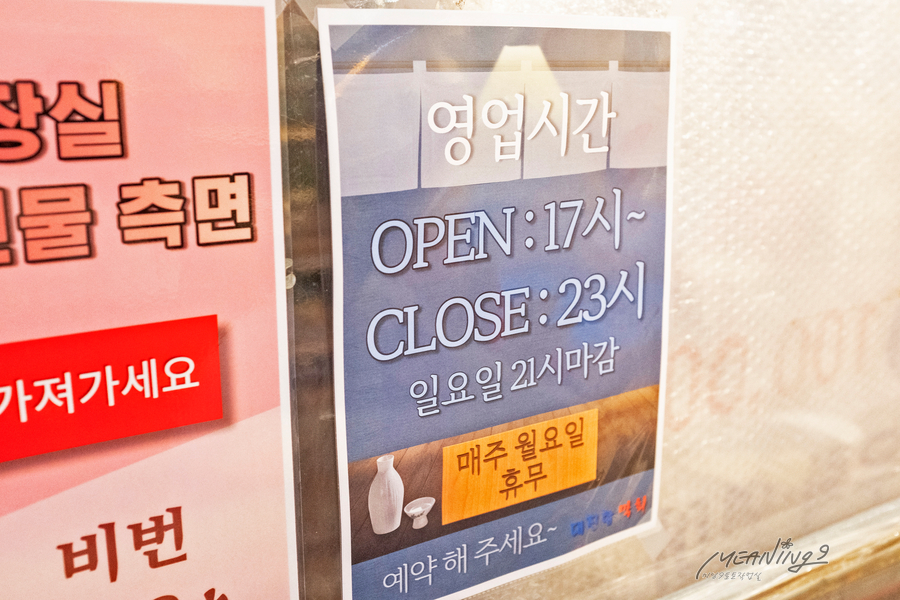 장실
물 측면
가져가세요
비번
영업시간
OPEN : 17시~
CLOSE : 23시
일요일 21시마감
매주 월요일
휴무
예약 해 주세요~
MEANING 9